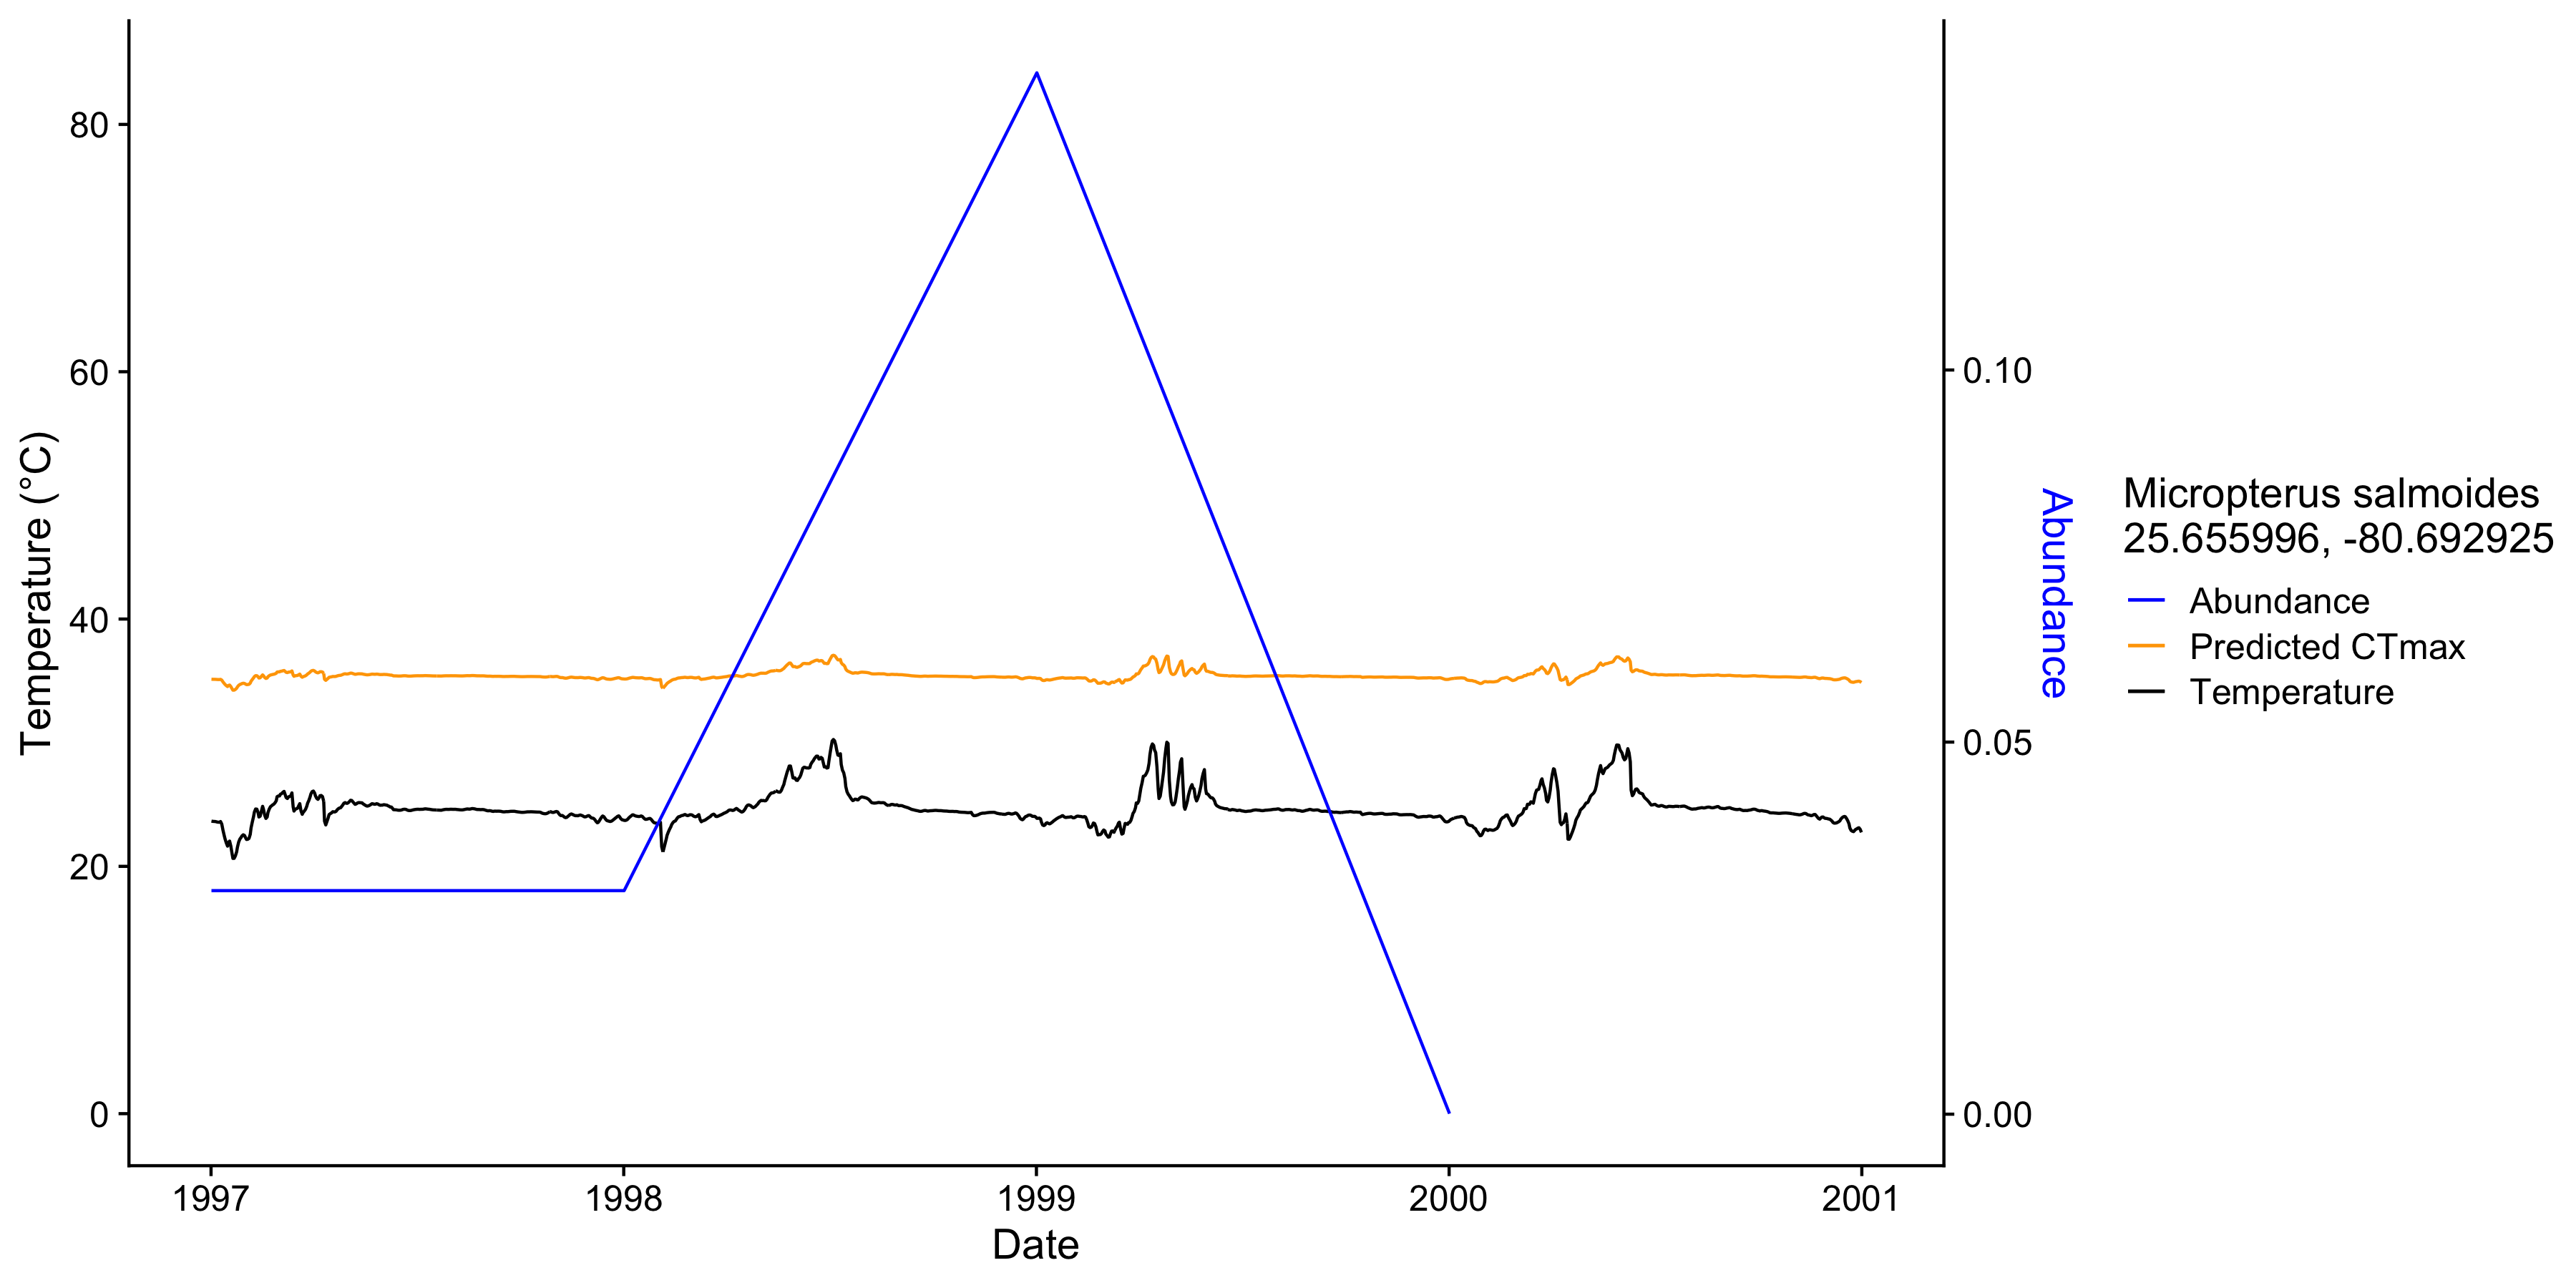 80
60
40
20
0
Temperature (°C)
1997
1998
1999
2000
2001
Date
0.10
0.05
0.00
Abundance
Micropterus salmoides
25.655996, -80.692925
Abundance
Predicted CTmax
Temperature